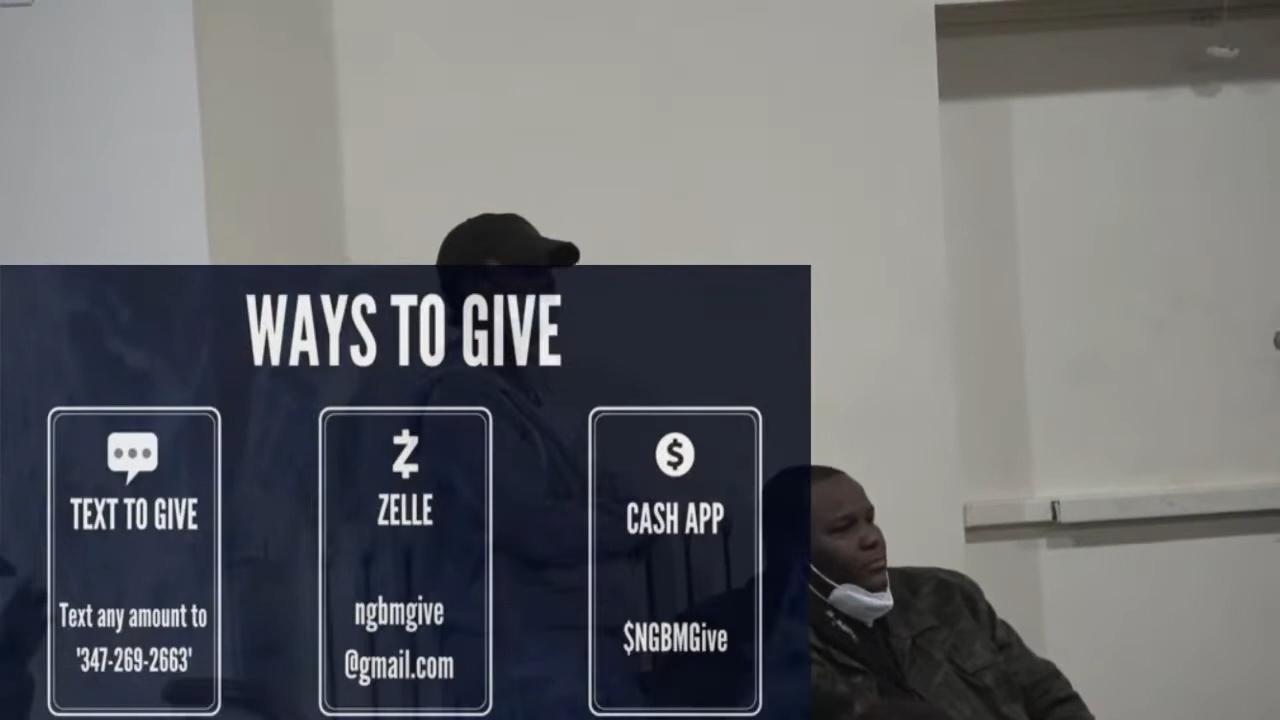 WAYS TO GIVE
TEXT TO GIVE
Text any amount to
'347-269-2663'
ZELLE
ngbmgive
@gmail.com
CASH APP
$NGBMGive